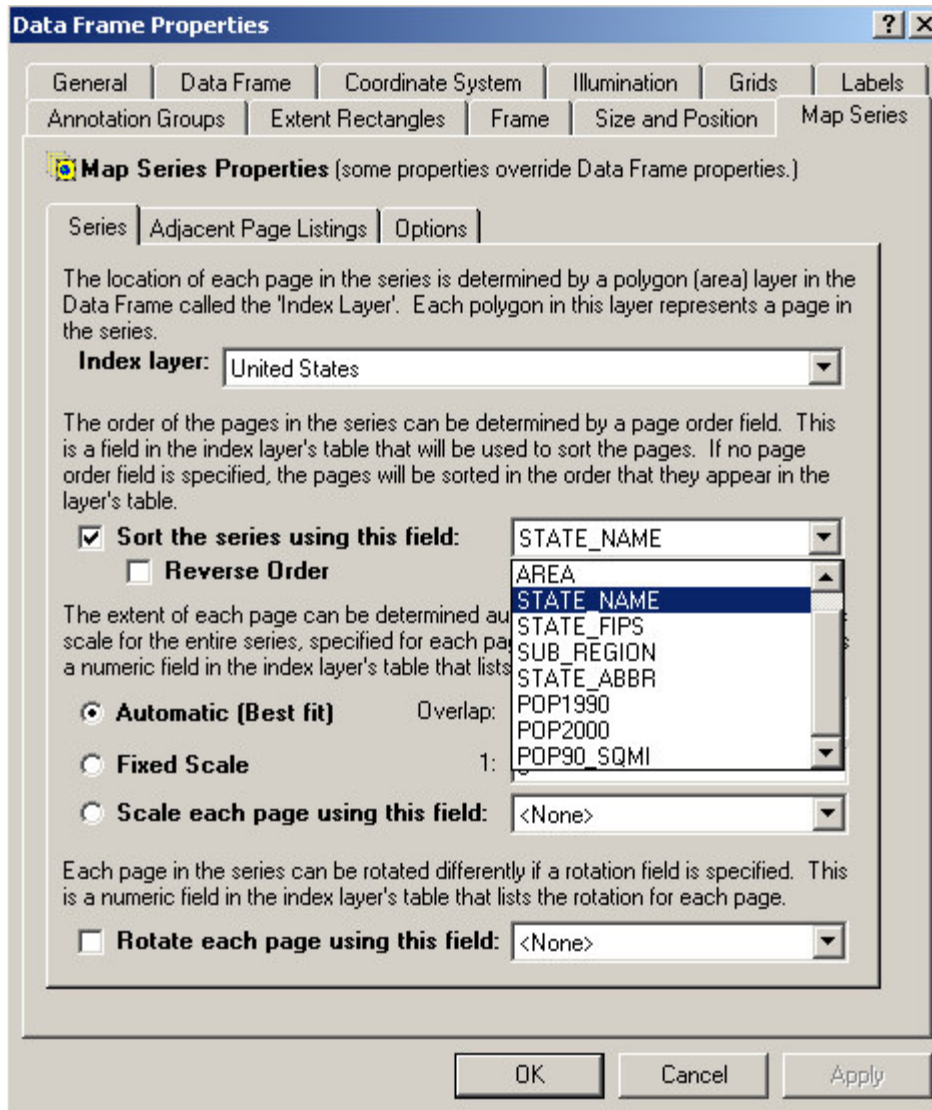 Data Frame Properties
General Data Frame Coordinate System Illumination Grids Labels
Annotation Groups Extent Rectangles Frame Size and Position Map Series
Map Series Properties (some properties override Data Frame properties.)
Series Adjacent Page Listings Options
The location of each page in the series is determined by a polygon (area) layer in the
Data Frame called the 'Index Layer'. Each polygon in this layer represents a page in
the series.
Index layer: United States
The order of the pages in the series can be determined by a page order field. This
is a field in the index layer's table that will be used to sort the pages. If no page
order field is specified, the pages will be sorted in the order that they appear in the
layer's table.
Sort the series using this field: STATE_NAME
Reverse Order
AREA
STATE_NAME
STATE_FIPS
SUB_REGION
STATE_ABBR
POP1990
POP2000
POP90_SQMI
The extent of each page can be determined au
scale for the entire series, specified for each pa
a numeric field in the index layer's table that lists
Automatic (Best fit) Overlap:
Fixed Scale 1:
Scale each page using this field: <None>
Each page in the series can be rotated differently if a rotation field is specified. This
is a numeric field in the index layer's table that lists the rotation for each page.
Rotate each page using this field: <None>
OK Cancel Apply